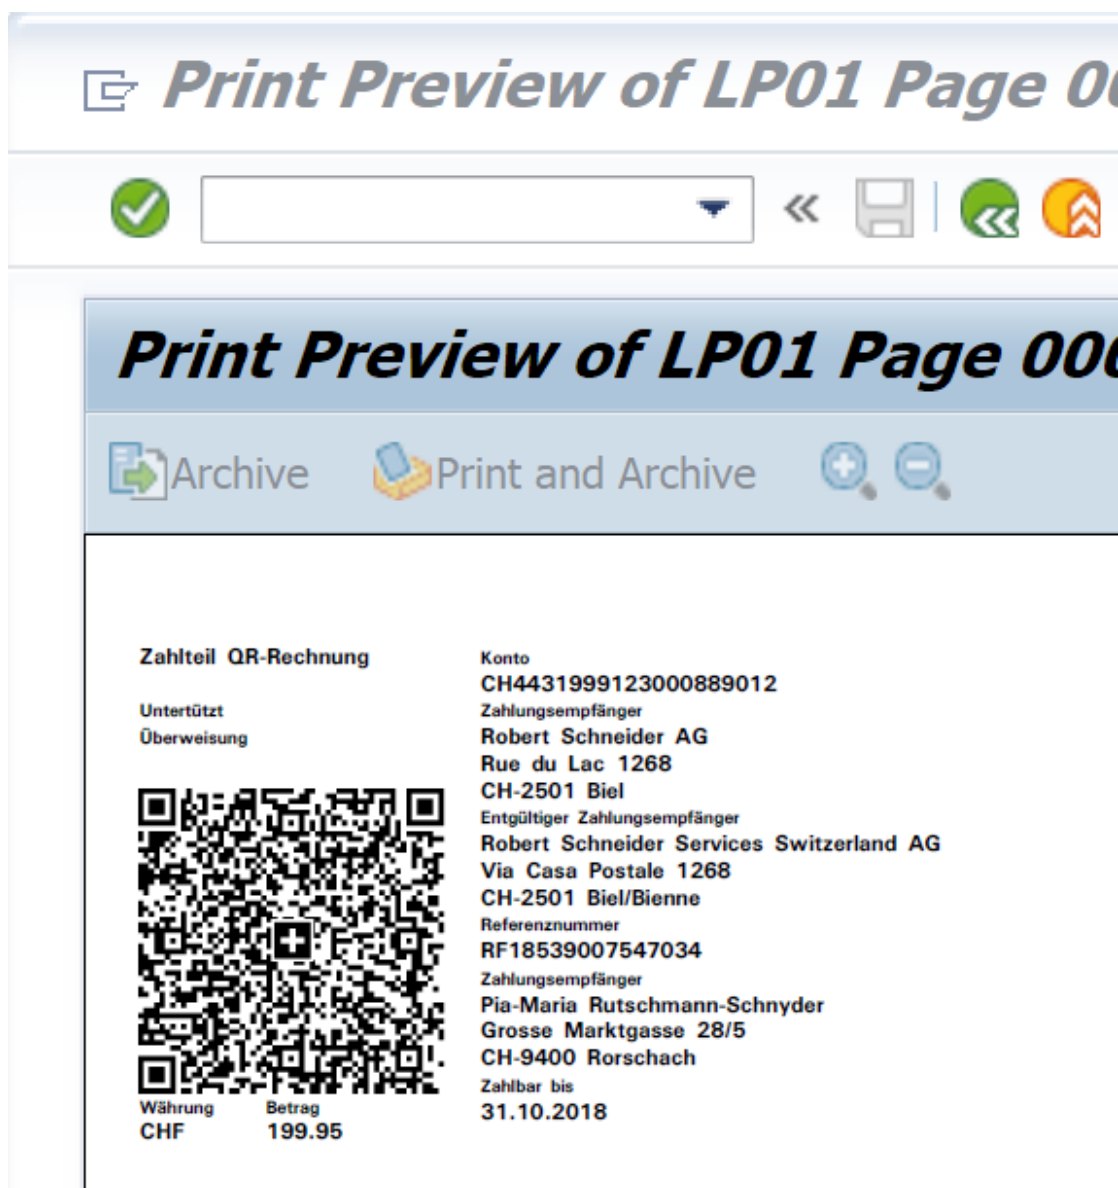 Print Preview of LP01 Page
Print Preview of LP01 Page
Archive
Print and Archive
Zahlteil QR-Rechnung
Untertützt
Überweisung
Währung Betrag
CHF 199.95
Konto
CH4431999123000889012
Zahlungsempfänger
Robert Schneider AG
Rue du Lac 1268
CH-2501 Biel
Entgültiger Zahlungsempfänger
Robert Schneider Services Switzerland AG
Via Casa Postale 1268
CH-2501 Biel/Bienne
Referenznummer
RF18539007547034
Zahlungsempfänger
Pia-Maria Rutschmann-Schnyder
Grosse Marktgasse 28/5
CH-9400 Rorschach
Zahlbar bis
31.10.2018